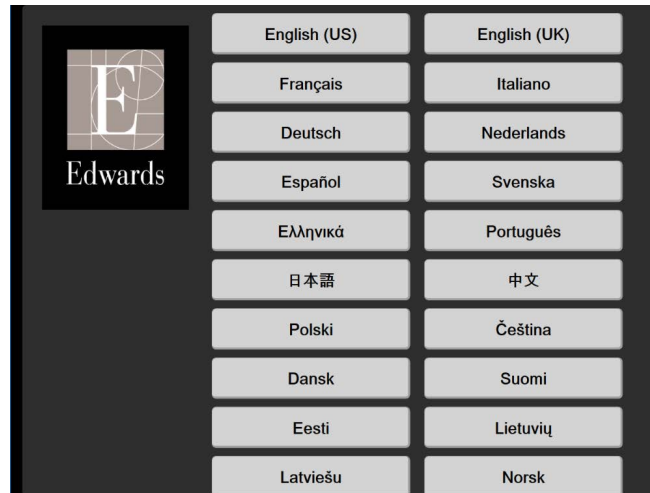 E
Edwards
English (US)
English (UK)
Français
Italiano
Deutsch
Nederlands
Español
Svenska
Ελληνικά
Português
日本語
中文
Polski
Čeština
Dansk
Suomi
Eesti
Lietuvių
Latviešu
Norsk